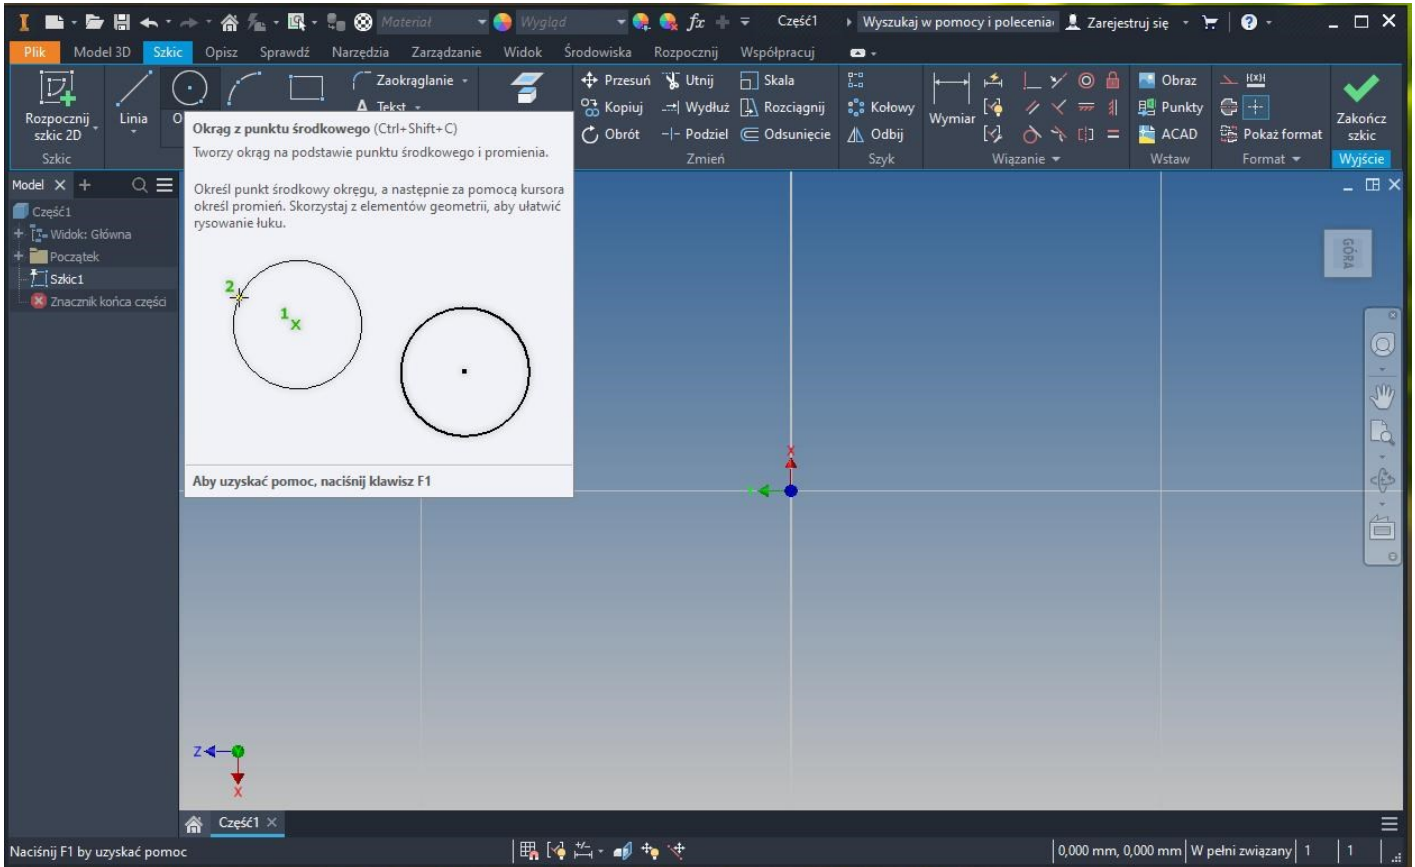 Materiał
Wygląd
fx
Część1
Wyszukaj w pomocy i polecenia
Zarejestruj się
Plik Model 3D Szkic Opisz Sprawdź Narzędzia Zarządzanie Widok Środowiska Rozpocznij Współpracuj
Rozpocznij
szkic 2D
Szkic
Linia
O
Zaokrąglanie
A Tekst
Przesuń Utnij Skala
Kopiuj Wydłuż Rozciągnij
Obrót Podziel Odsunięcie
Zmień
Kołowy
Odbij
Szyk
Wymiar
Wiązanie
Obraz
Punkty
ACAD
Wstaw
Pokaż format
Format
Zakończ
szkic
Wyjście
Model
Część1
Widok: Główna
Początek
Szkic1
Znacznik końca części
Okrąg z punktu środkowego (Ctrl+Shift+C)
Tworzy okrąg na podstawie punktu środkowego i promienia.
Określ punkt środkowy okręgu, a następnie za pomocą kursora
określ promień. Skorzystaj z elementów geometrii, aby ułatwić
rysowanie łuku.
2
1
Aby uzyskać pomoc, naciśnij klawisz F1
X
GÓRA
Z
X
Część1
Naciśnij F1 by uzyskać pomoc
0,000 mm, 0,000 mm W pełni związany 1 1